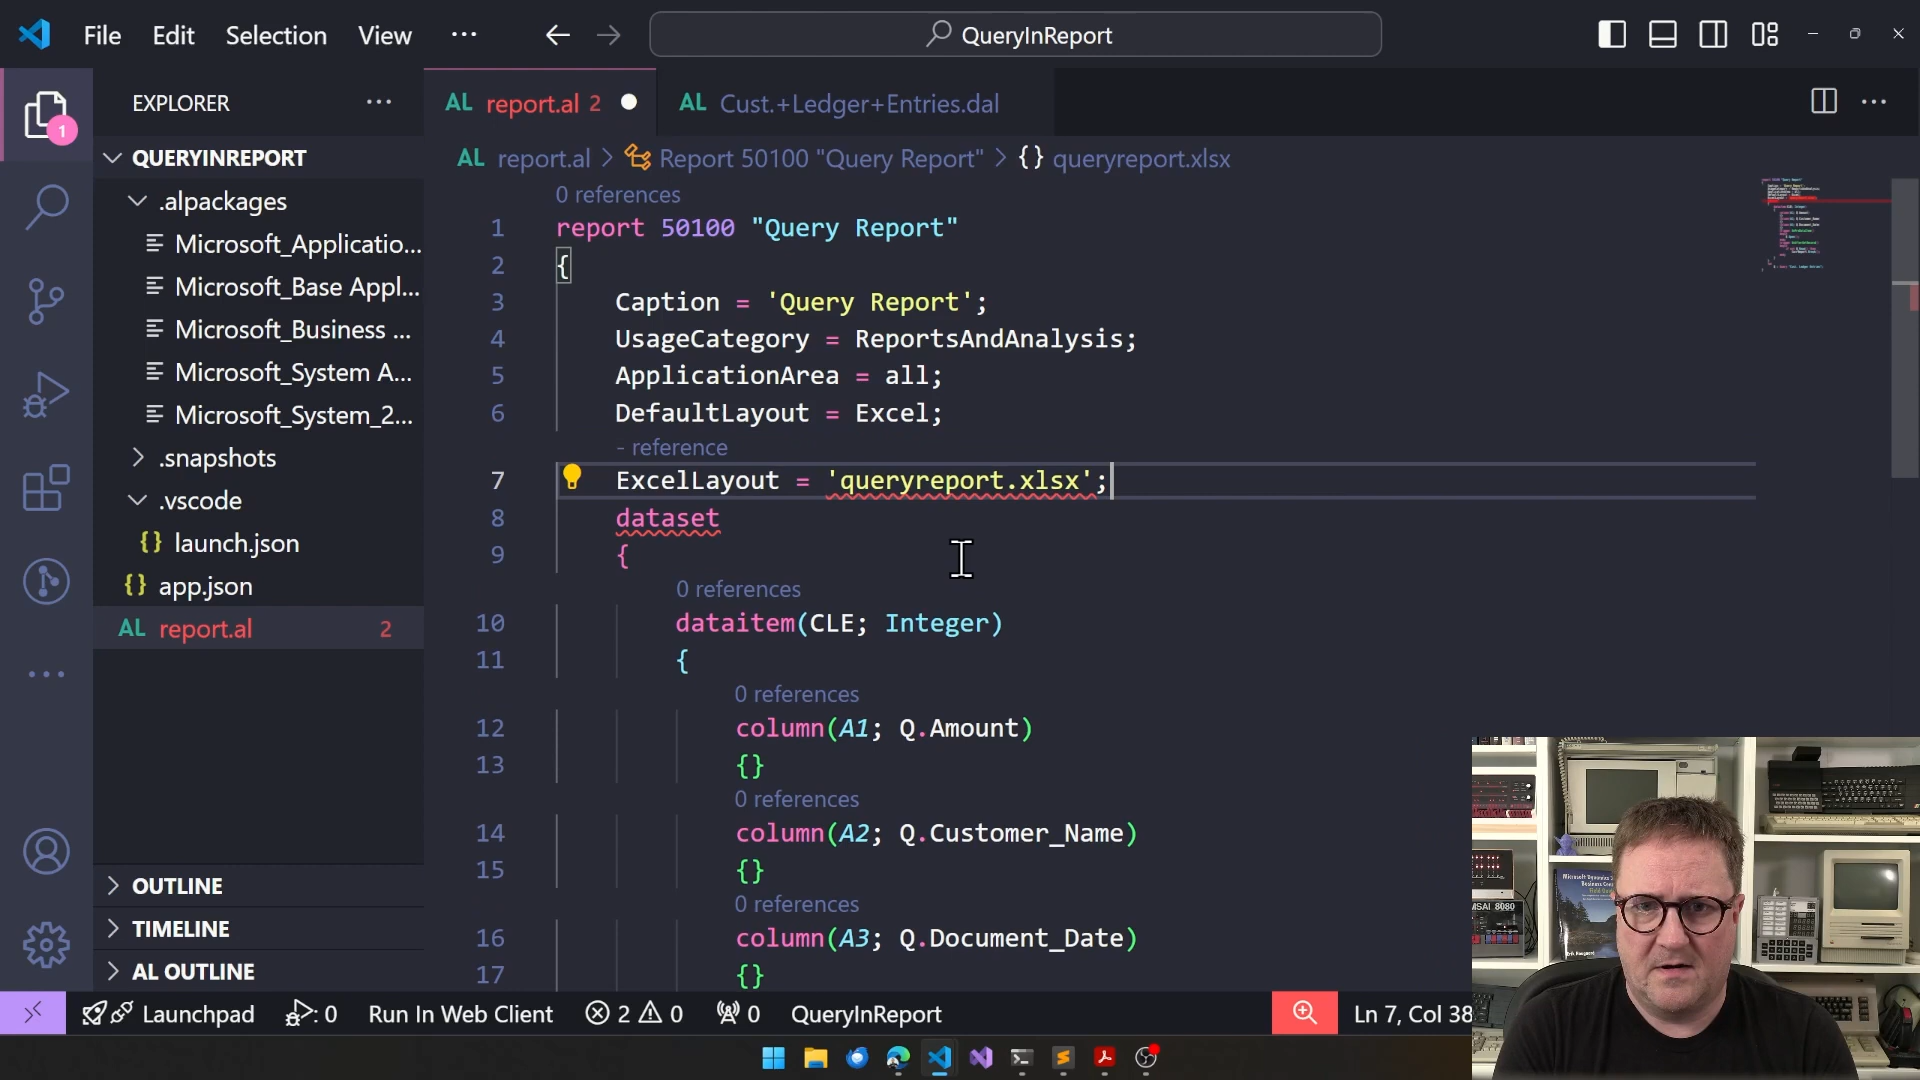 File Edit Selection View ··· QueryInReport
EXPLORER ···
QUERYINREPORT
.alpackages
Microsoft_Applicatio...
Microsoft_Base Appl...
Microsoft_Business ...
Microsoft_System A...
Microsoft_System_2...
.snapshots
.vscode
{} launch.json
{} app.json
AL report.al 2
OUTLINE
TIMELINE
AL OUTLINE
1
AL report.al 2 AL Cust.+Ledger+Entries.dal ···
AL report.al > Report 50100 "Query Report" > {} queryreport.xlsx
0 references
1 report 50100 "Query Report"
2 {
3 Caption = 'Query Report';
4 UsageCategory = ReportsAndAnalysis;
5 ApplicationArea = all;
6 DefaultLayout = Excel;
- reference
7 ExcelLayout = 'queryreport.xlsx';
8 dataset
9 {
0 references
10 dataitem(CLE; Integer)
11 {
0 references
12 column(A1; Q.Amount)
13 {}
0 references
14 column(A2; Q.Customer_Name)
15 {}
0 references
16 column(A3; Q.Document_Date)
17 {}
IMSAI 8080
Launchpad : 0 Run In Web Client 2 0 0 QueryInReport Ln 7, Col 38